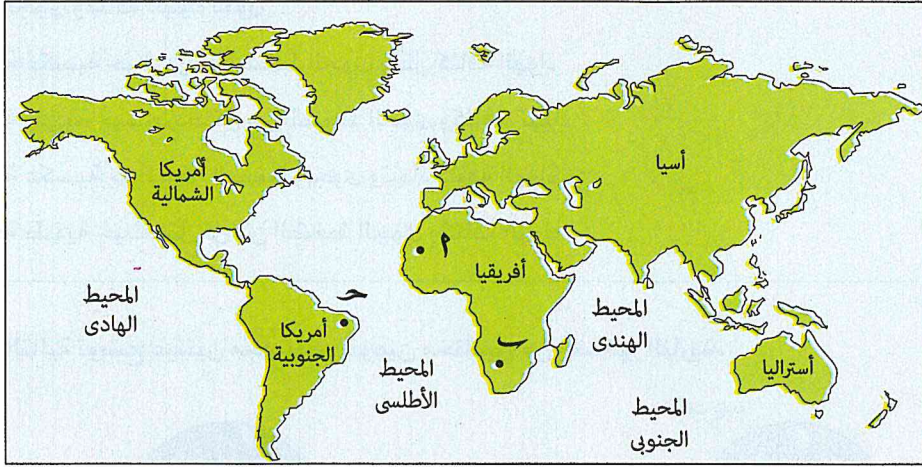 أمريكا
الشمالية
أسيا
م
أفريقيا
المحيط
الهادى
حـ
أمريكا
الجنوبية
المحيط
الهندى
ب
المحيط
الأطلسى
أستراليا
المحيط
الجنوبى